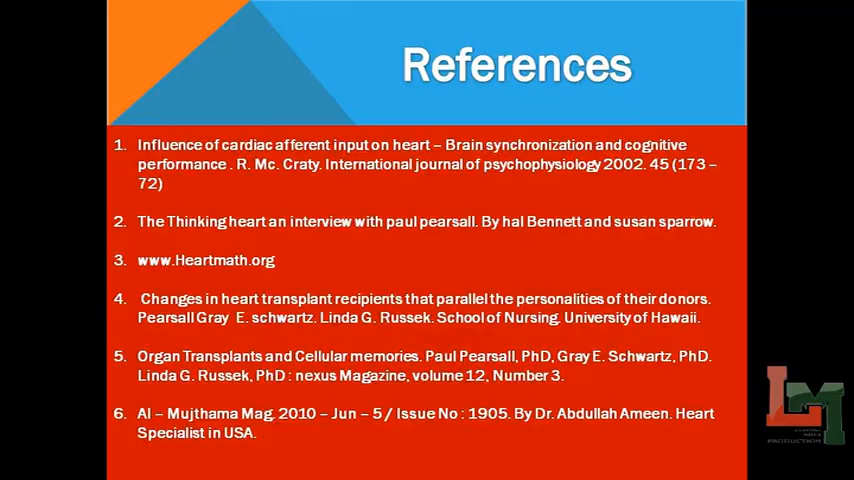 References
1. Influence of cardiac afferent input on heart – Brain synchronization and cognitive
performance . R. Mc. Craty. International journal of psychophysiology 2002. 45 (173 –
72)
2. The Thinking heart an interview with paul pearsall. By hal Bennett and susan sparrow.
3. www.Heartmath.org
4. Changes in heart transplant recipients that parallel the personalities of their donors.
Pearsall Gray E. schwartz. Linda G. Russek. School of Nursing. University of Hawaii.
5. Organ Transplants and Cellular memories. Paul Pearsall, PhD, Gray E. Schwartz, PhD.
Linda G. Russek, PhD : nexus Magazine, volume 12, Number 3.
6. Al – Mujthama Mag. 2010 – Jun – 5 / Issue No : 1905. By Dr. Abdullah Ameen. Heart
Specialist in USA.
LM
PRODUCTION